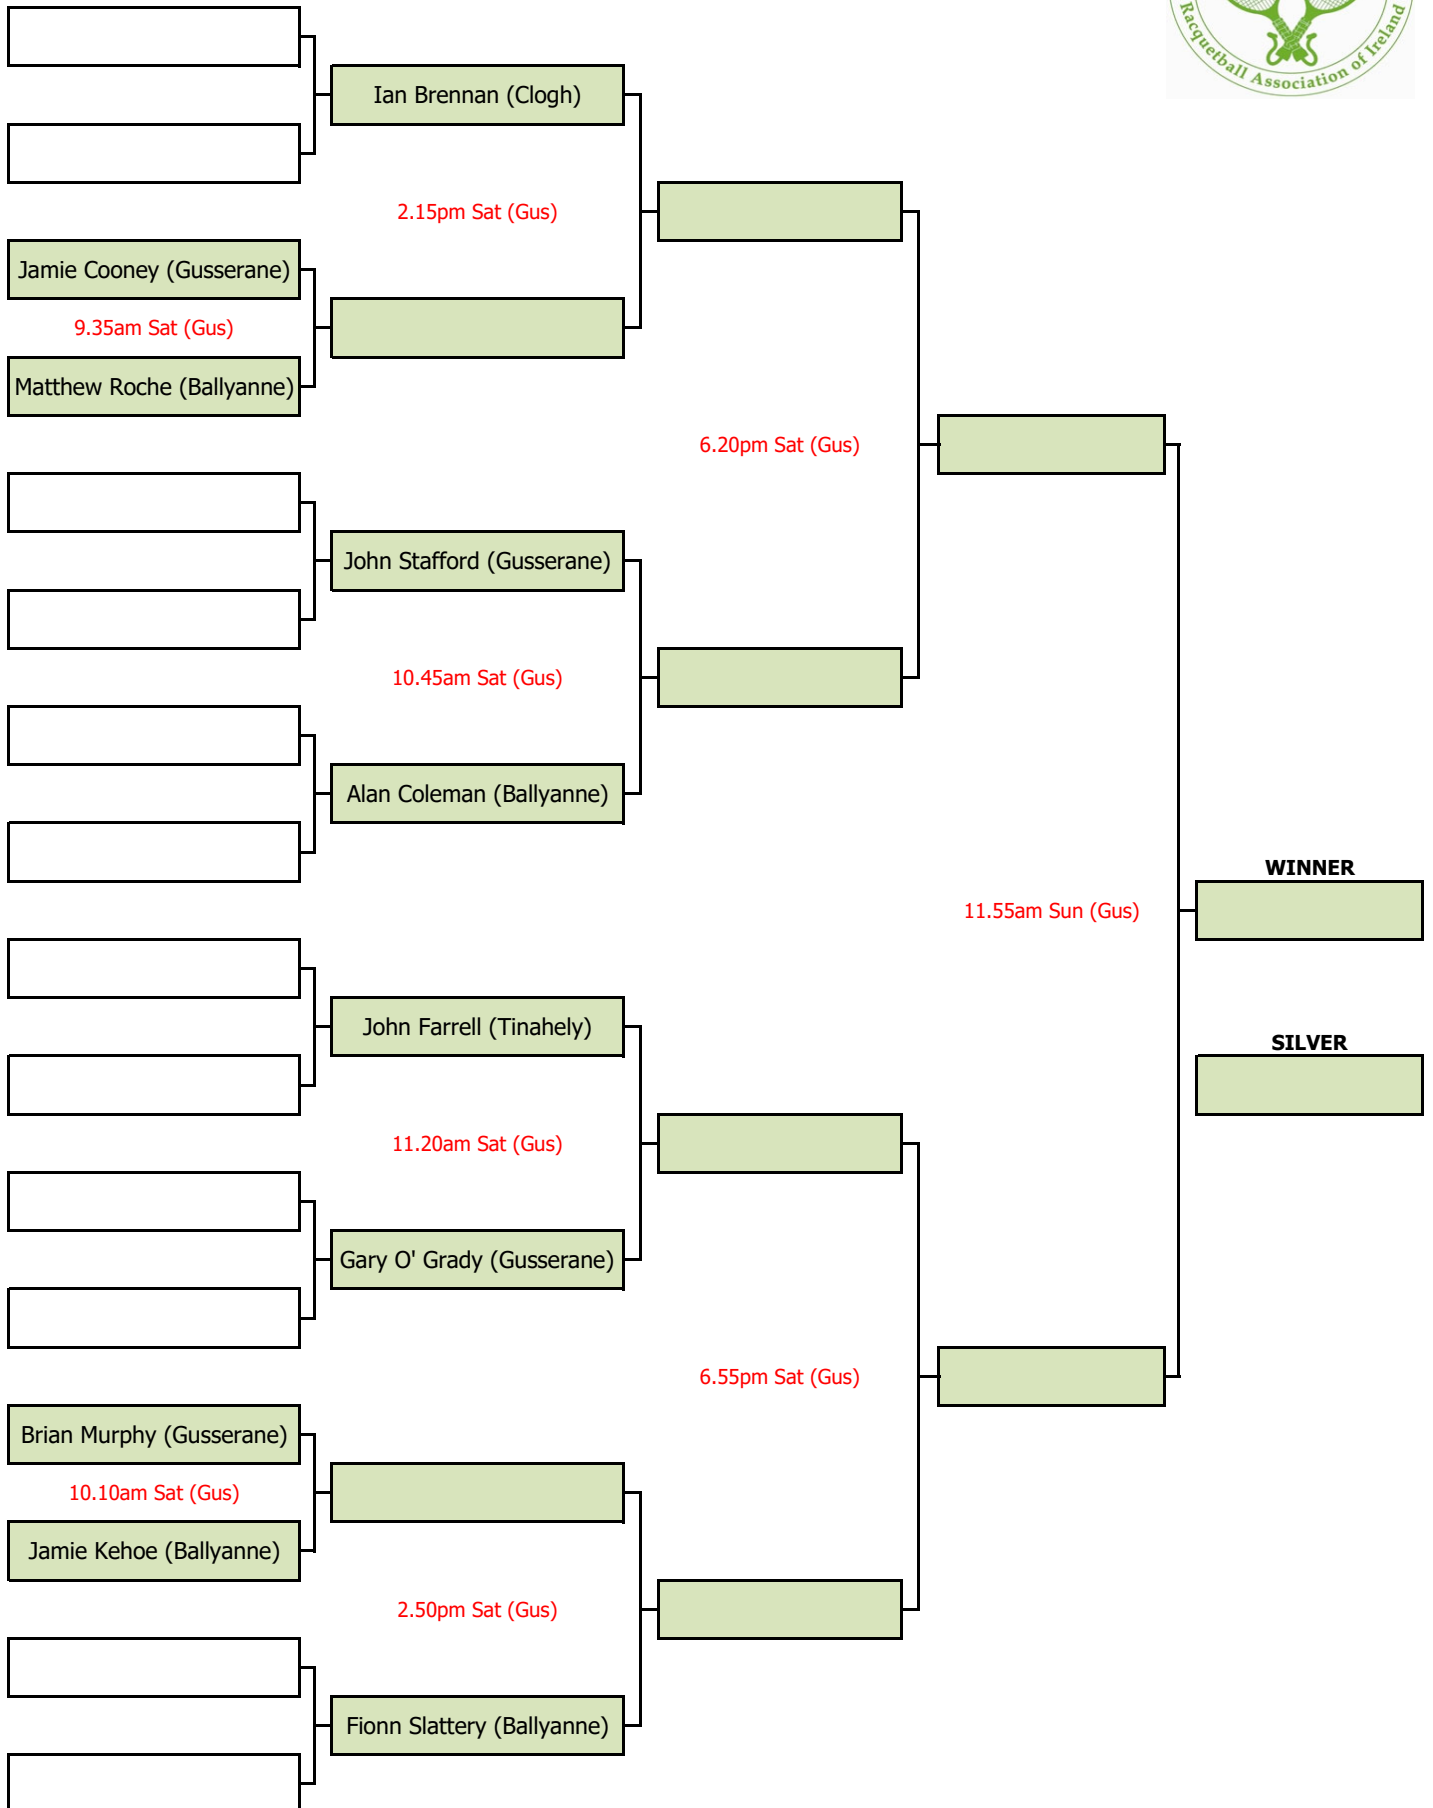 Racquetball Association of Ireland
Ian Brennan (Clogh)
2.15pm Sat (Gus)
Jamie Cooney (Gusserane)
9.35am Sat (Gus)
Matthew Roche (Ballyanne)
6.20pm Sat (Gus)
John Stafford (Gusserane)
10.45am Sat (Gus)
Alan Coleman (Ballyanne)
WINNER
11.55am Sun (Gus)
John Farrell (Tinahely)
SILVER
11.20am Sat (Gus)
Gary O' Grady (Gusserane)
6.55pm Sat (Gus)
Brian Murphy (Gusserane)
10.10am Sat (Gus)
Jamie Kehoe (Ballyanne)
2.50pm Sat (Gus)
Fionn Slattery (Ballyanne)